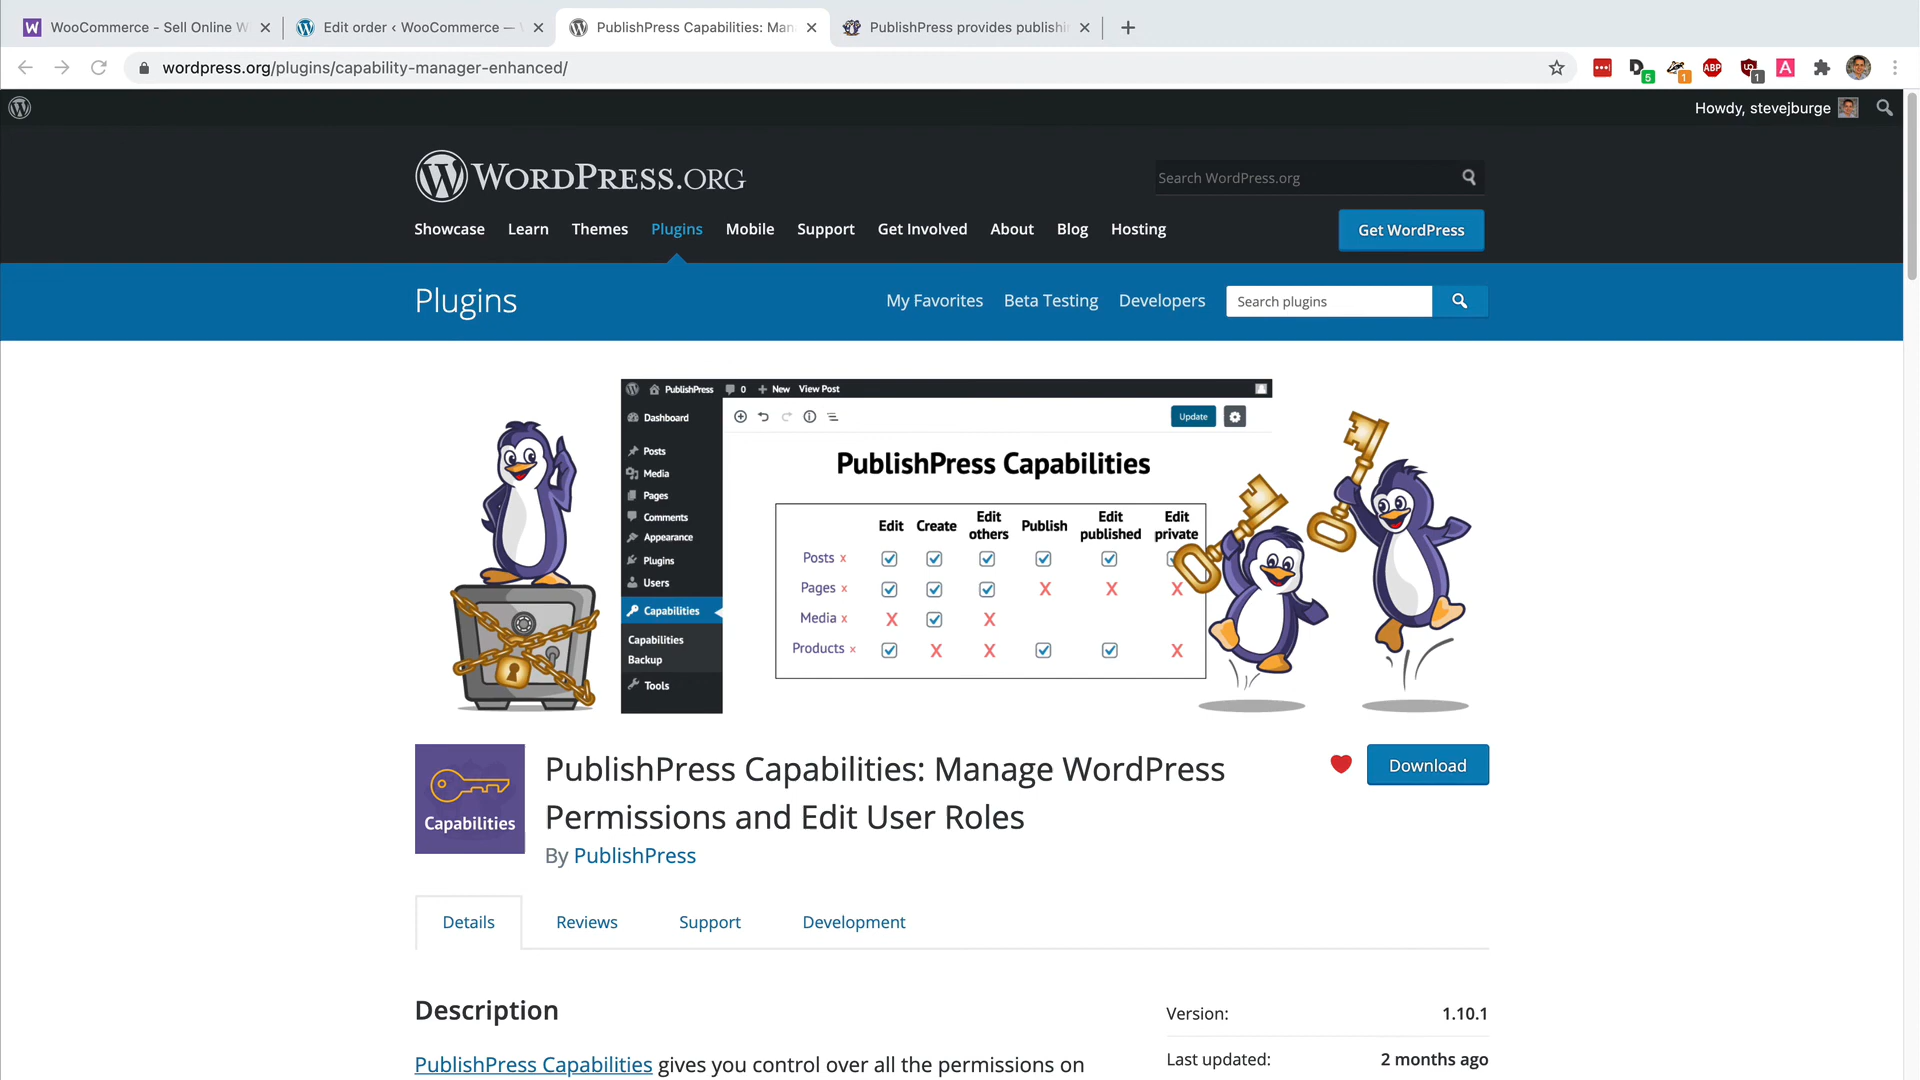 WooCommerce - Sell Online W
Edit order ‹ WooCommerce —
PublishPress Capabilities: Man
PublishPress provides publishi
wordpress.org/plugins/capability-manager-enhanced/
5
1
ABP
1
A
Howdy, stevejburge
WORDPRESS.ORG
Search WordPress.org
Showcase Learn Themes Plugins Mobile Support Get Involved About Blog Hosting
Get WordPress
Plugins
My Favorites Beta Testing Developers
Search plugins
PublishPress 0 New View Post
Dashboard
Update
Posts
Media
Pages
Comments
Appearance
Plugins
Users
Capabilities
Capabilities
Backup
Tools
PublishPress Capabilities
Edit Create Edit others Publish Edit published Edit private
Posts x
Pages x X X X
Media x X X
Products x X X X
Capabilities
PublishPress Capabilities: Manage WordPress
Permissions and Edit User Roles
By PublishPress
Download
Details Reviews Support Development
Description
Version: 1.10.1
PublishPress Capabilities gives you control over all the permissions on
Last updated: 2 months ago